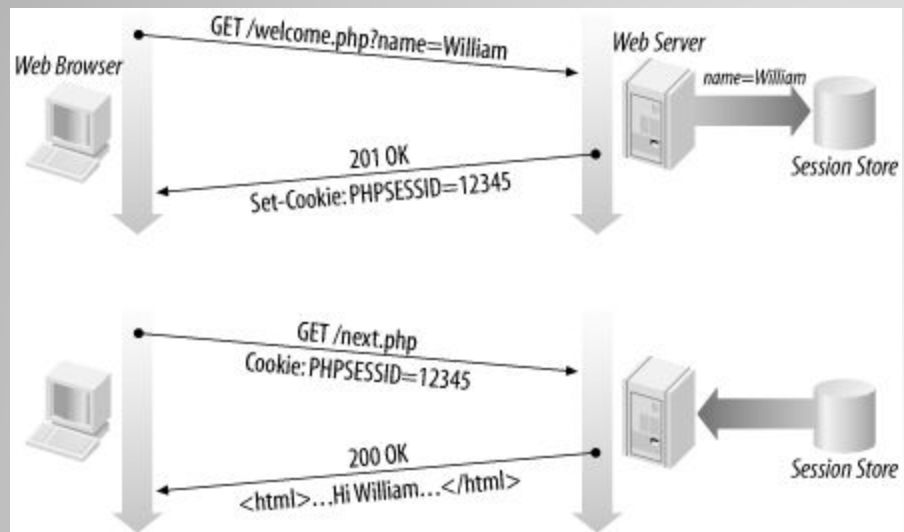 GET /welcome.php?name=William
Web Browser
Web Server
name=William
Session Store
201 OK
Set-Cookie: PHPSESSID=12345
GET /next.php
Cookie: PHPSESSID=12345
200 OK
<html>...Hi William...</html>
Session Store